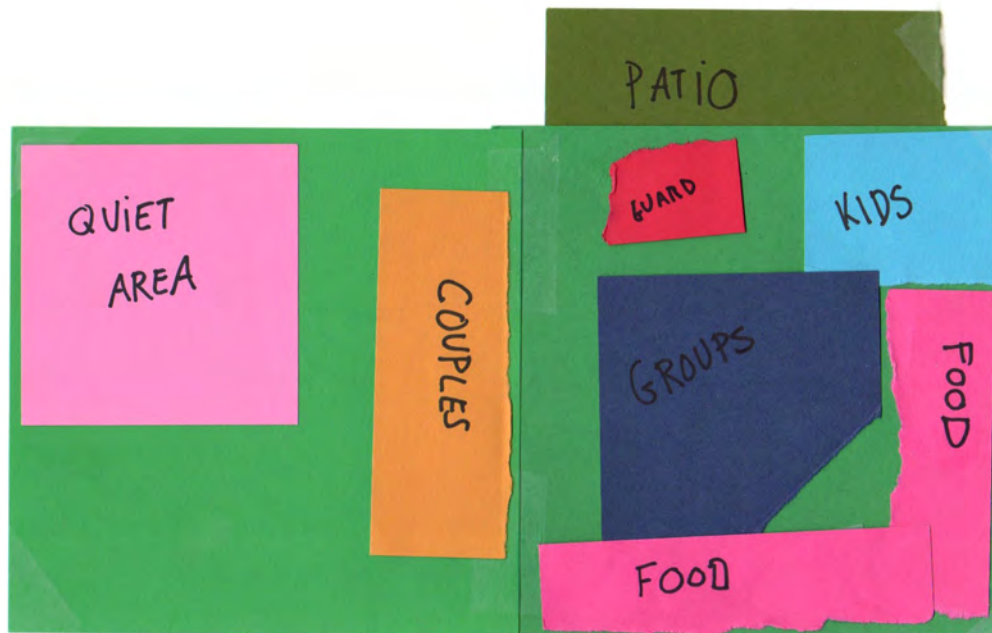 PATIO
QUIET
AREA
COUPLES
GUARD
KIDS
GROUPS
FOOD
FOOD